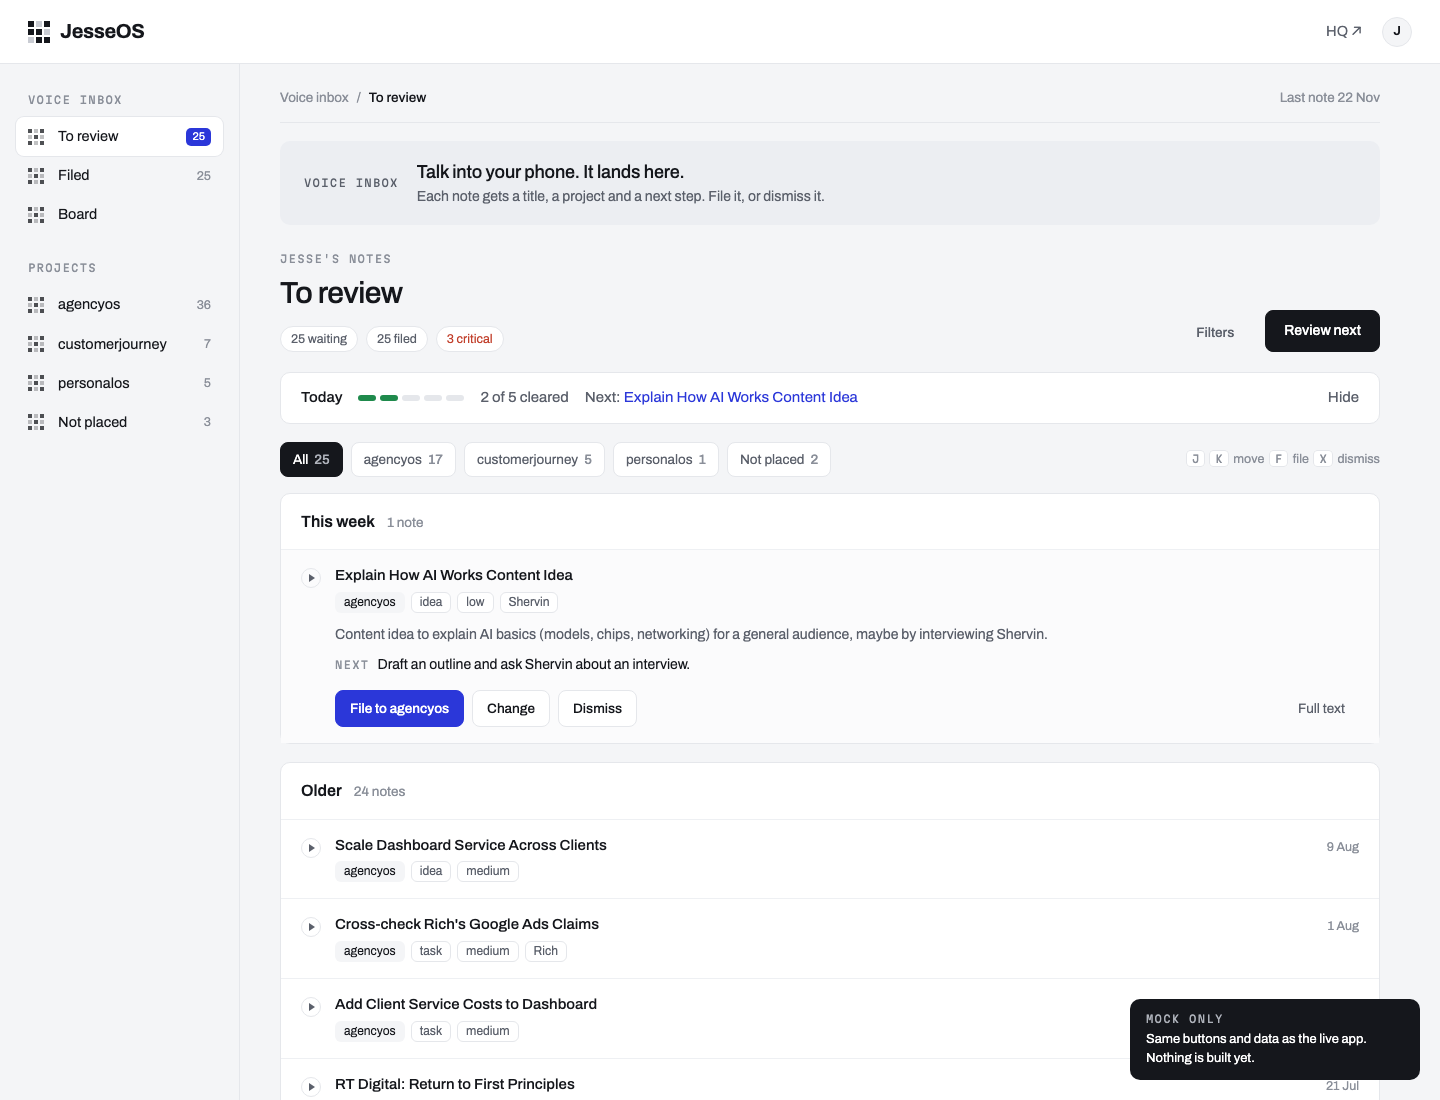 JesseOS
HQ
J
VOICE INBOX
To review 25
Filed 25
Board
PROJECTS
agencyos 36
customerjourney 7
personalos 5
Not placed 3
Voice inbox / To review
Last note 22 Nov
VOICE INBOX
Talk into your phone. It lands here.
Each note gets a title, a project and a next step. File it, or dismiss it.
JESSE'S NOTES
To review
25 waiting 25 filed 3 critical
Filters Review next
Today 2 of 5 cleared Next: Explain How AI Works Content Idea Hide
All 25 agencyos 17 customerjourney 5 personalos 1 Not placed 2
J K move F file X dismiss
This week 1 note
Explain How AI Works Content Idea
agencyos idea low Shervin
Content idea to explain AI basics (models, chips, networking) for a general audience, maybe by interviewing Shervin.
NEXT Draft an outline and ask Shervin about an interview.
File to agencyos Change Dismiss Full text
Older 24 notes
Scale Dashboard Service Across Clients 9 Aug
agencyos idea medium
Cross-check Rich's Google Ads Claims 1 Aug
agencyos task medium Rich
Add Client Service Costs to Dashboard
agencyos task medium
RT Digital: Return to First Principles 21 Jul
MOCK ONLY
Same buttons and data as the live app.
Nothing is built yet.